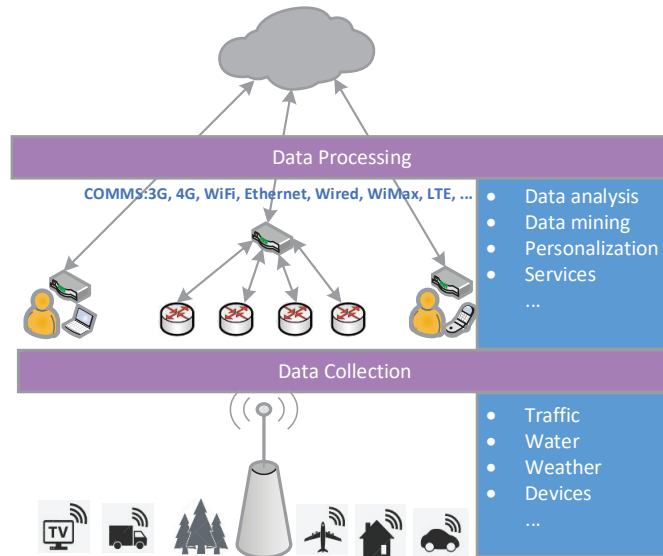 Data Processing
COMMS:3G, 4G, WiFi, Ethernet, Wired, WiMax, LTE, ...
• Data analysis
• Data mining
• Personalization
• Services
...
Data Collection
• Traffic
• Water
• Weather
• Devices
...
TV